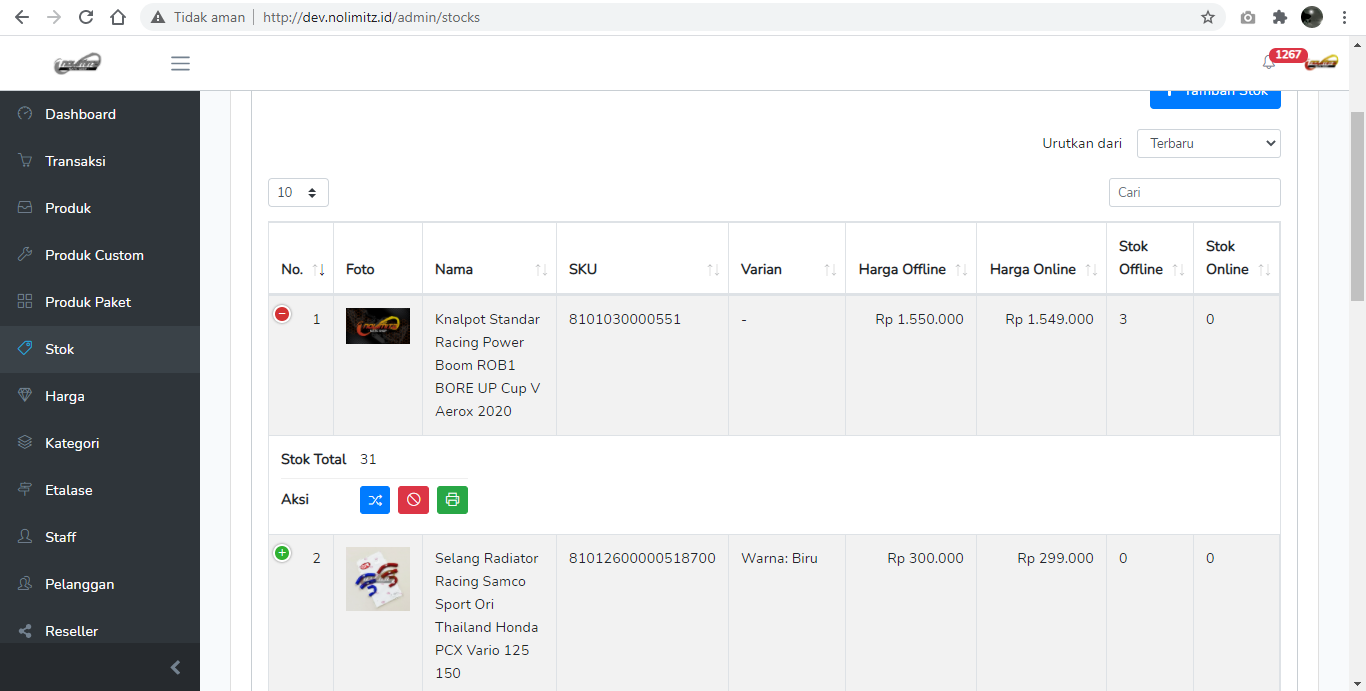 Tidak aman
http://dev.nolimitz.id/admin/stocks
1267
Dashboard
Transaksi
Produk
Produk Custom
Produk Paket
Stok
Harga
Kategori
Etalase
Staff
Pelanggan
Reseller
Tambah Stok
Urutkan dari
Terbaru
10
Cari
No. Foto Nama SKU Varian Harga Offline Harga Online Stok Offline Stok Online
1 Knalpot Standar 8101030000551 - Rp 1.550.000 Rp 1.549.000 3 0
Racing Power
Boom ROB1
BORE UP Cup V
Aerox 2020
Stok Total 31
Aksi
2 Selang Radiator 81012600000518700 Warna: Biru Rp 300.000 Rp 299.000 0 0
Racing Samco
Sport Ori
Thailand Honda
PCX Vario 125
150